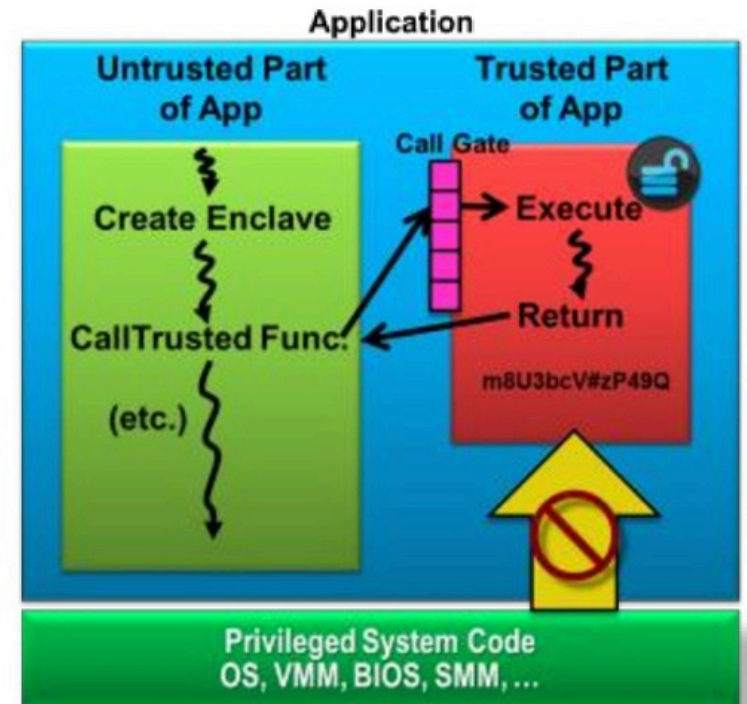 Application
Untrusted Part
of App
Create Enclave
CallTrusted Func.
(etc.)
Trusted Part
of App
Call Gate
Execute
Return
m8U3bcV#zP49Q
Privileged System Code
OS, VMM, BIOS, SMM, ...